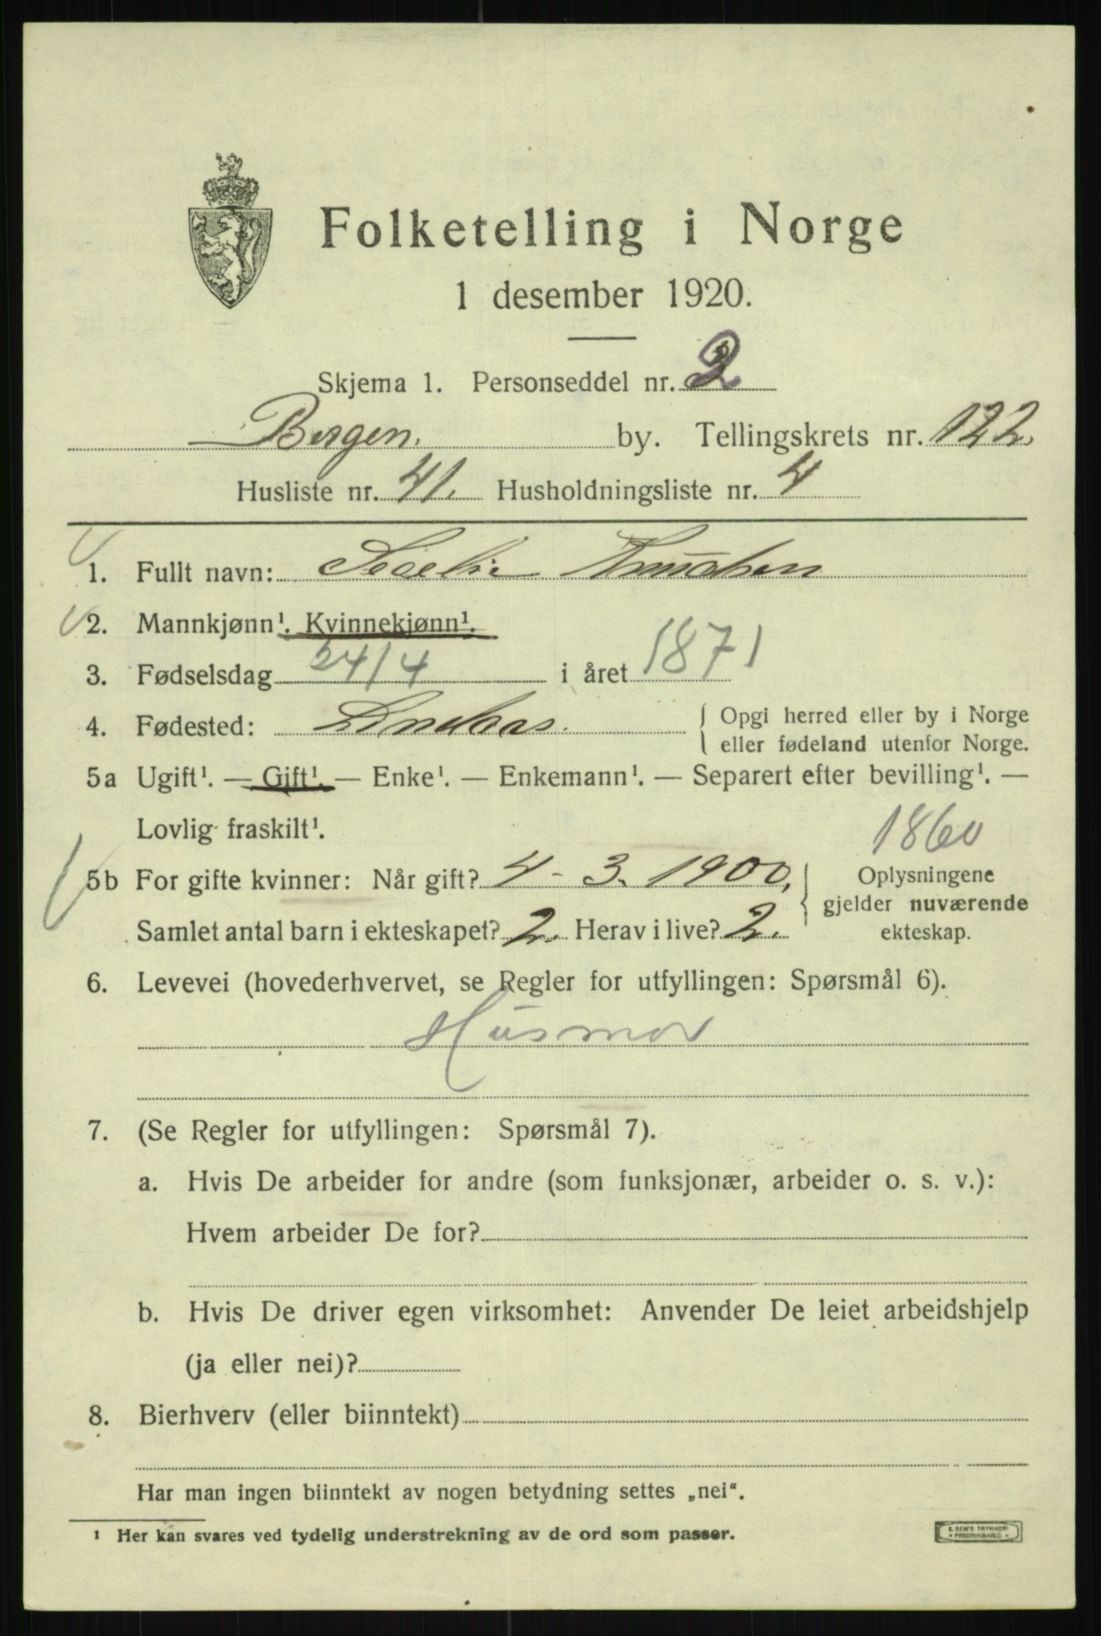 Folketelling i Norge
1 desember 1920.
Skjema 1. Personseddel nr. 2
Bergen. by. Tellingskrets nr. 122
Husliste nr. 41. Husholdningsliste nr. 4
1. Fullt navn: Knudsen
2. Mannkjønn¹. Kvinnekjønn¹.
3. Fødselsdag 24/4 i året 1871
4. Fødested: Lindaas. Opgi herred eller by i Norge
eller fødeland utenfor Norge.
5a Ugift¹. — Gift¹. — Enke¹. — Enkemann¹. — Separert efter bevilling¹. —
Lovlig fraskilt¹.
1860
5b For gifte kvinner: Når gift? 4 - 3. 1900. Oplysningene
gjelder nuværende
Samlet antal barn i ekteskapet? 2. Herav i live? 2. ekteskap.
6. Levevei (hovederhvervet, se Regler for utfyllingen: Spørsmål 6).
Husmor
7. (Se Regler for utfyllingen: Spørsmål 7).
a. Hvis De arbeider for andre (som funksjonær, arbeider o. s. v.):
Hvem arbeider De for?
b. Hvis De driver egen virksomhet: Anvender De leiet arbeidshjelp
(ja eller nei)?
8. Bierhverv (eller biinntekt)
Har man ingen biinntekt av nogen betydning settes „nei“.
¹ Her kan svares ved tydelig understrekning av de ord som passer.
E. SEM'S TRYKKERI
FREDRIKSHALD